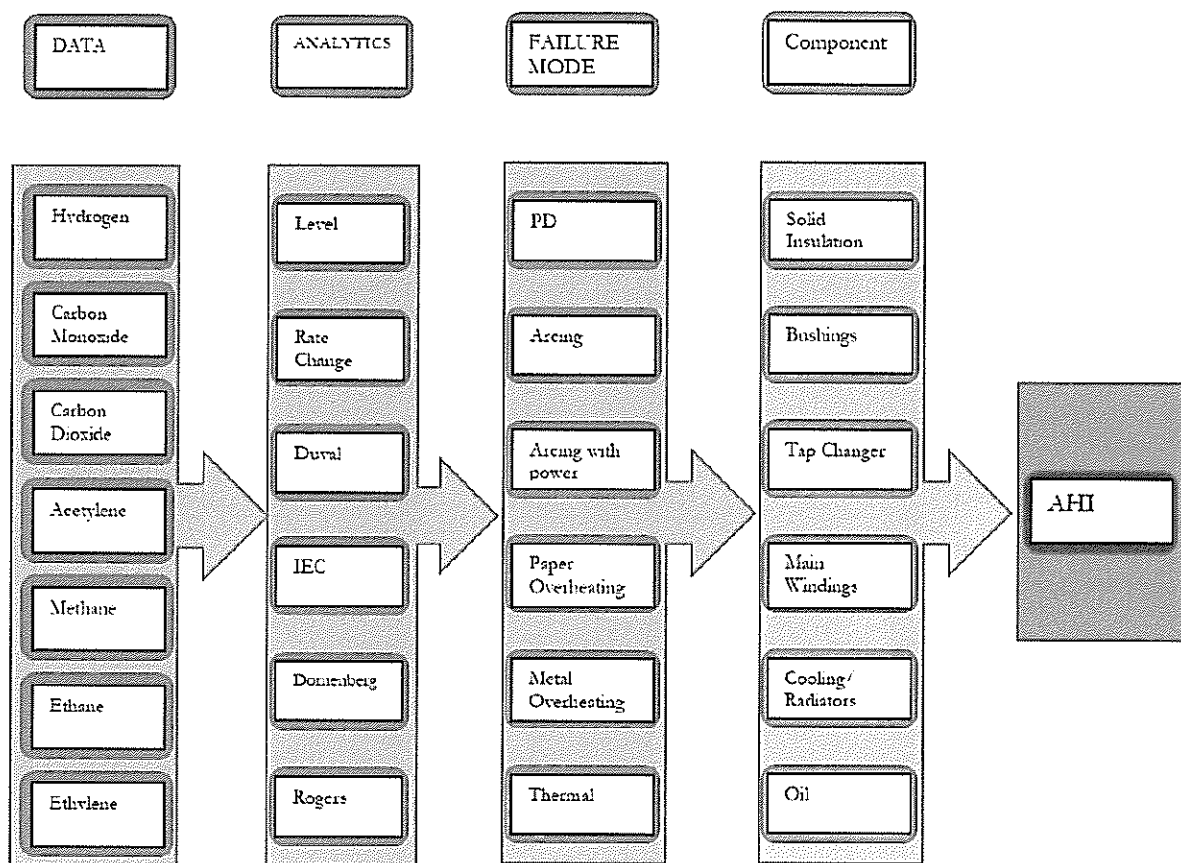 DATA
ANALYTICS
FAILURE
MODE
Component
Hydrogen
Carbon
Monoxide
Carbon
Dioxide
Acetylene
Methane
Ethane
Ethylene
Level
Rate
Change
Duval
IEC
Dornenberg
Rogers
PD
Arcing
Arcing with
power
Paper
Overheating
Metal
Overheating
Thermal
Solid
Insulation
Bushings
Tap Changer
Main
Windings
Cooling/
Radiators
Oil
AHI